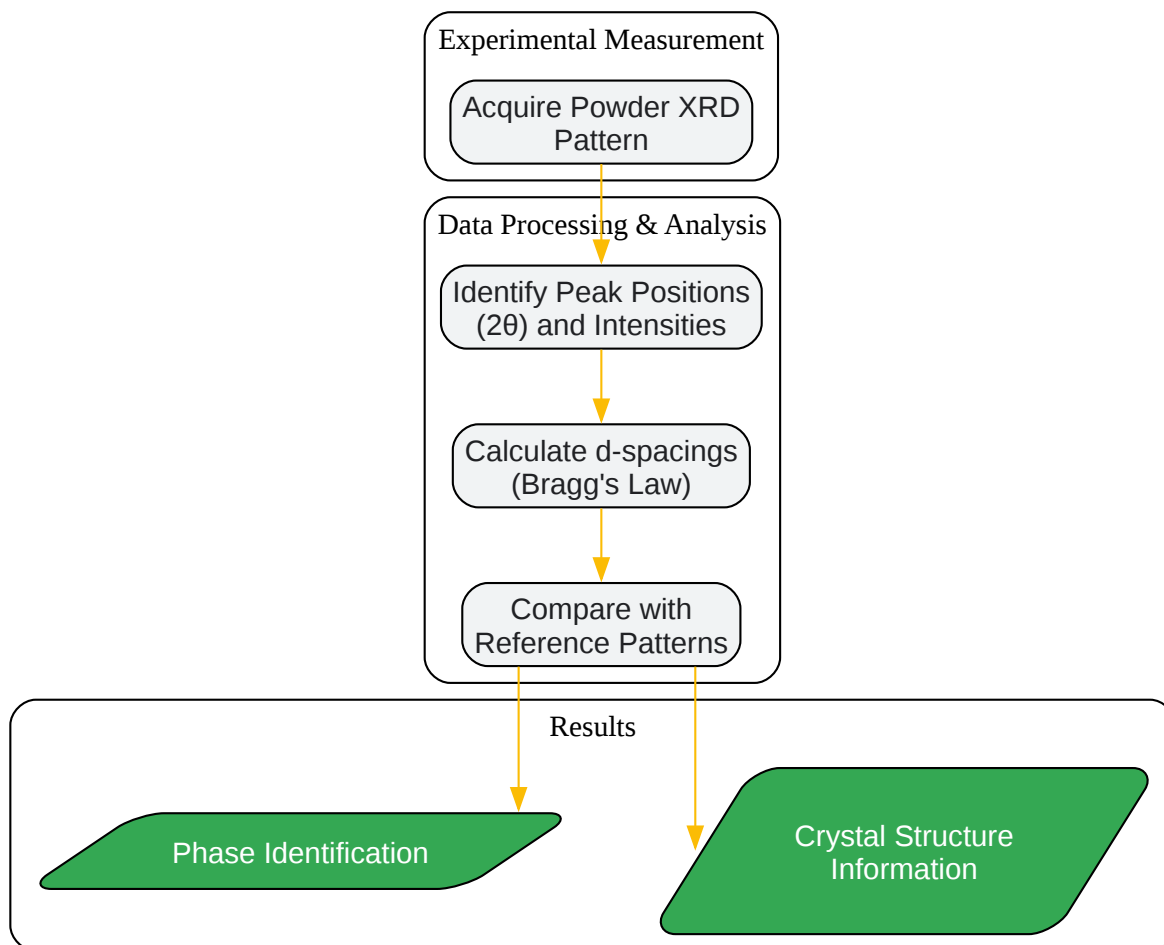 Experimental Measurement
Acquire Powder XRD
Pattern
Data Processing & Analysis
Identify Peak Positions
(2θ) and Intensities
Calculate d-spacings
(Bragg's Law)
Compare with
Reference Patterns
Results
Phase Identification
Crystal Structure
Information